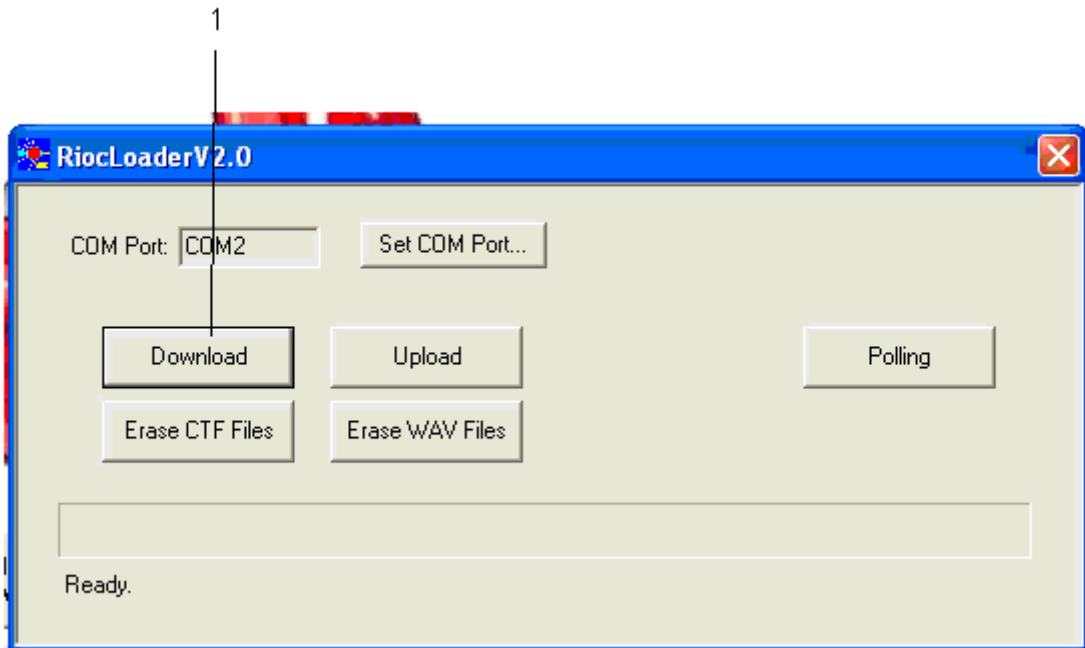 1
RiocLoaderV2.0
COM Port: COM2 Set COM Port...
Download Upload Polling
Erase CTF Files Erase WAV Files
Ready.